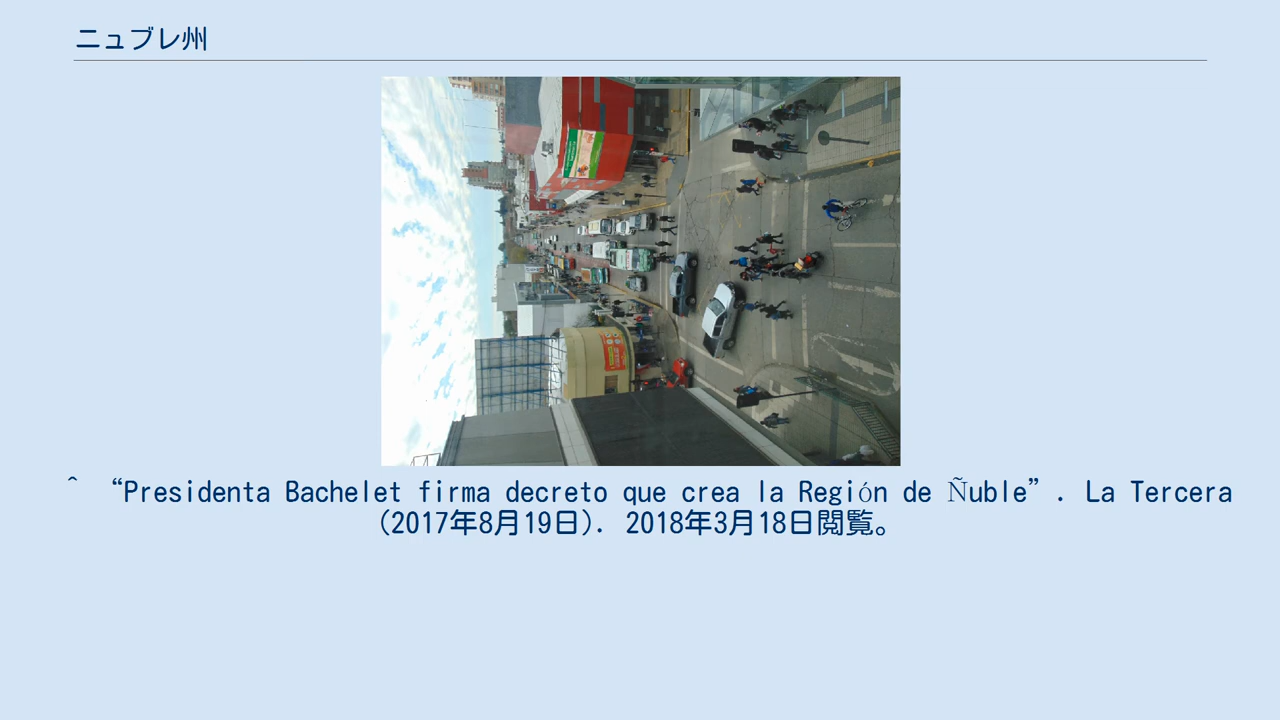 ニュブレ州
^ “Presidenta Bachelet firma decreto que crea la Región de Ñuble”. La Tercera
(2017年8月19日). 2018年3月18日閲覧。